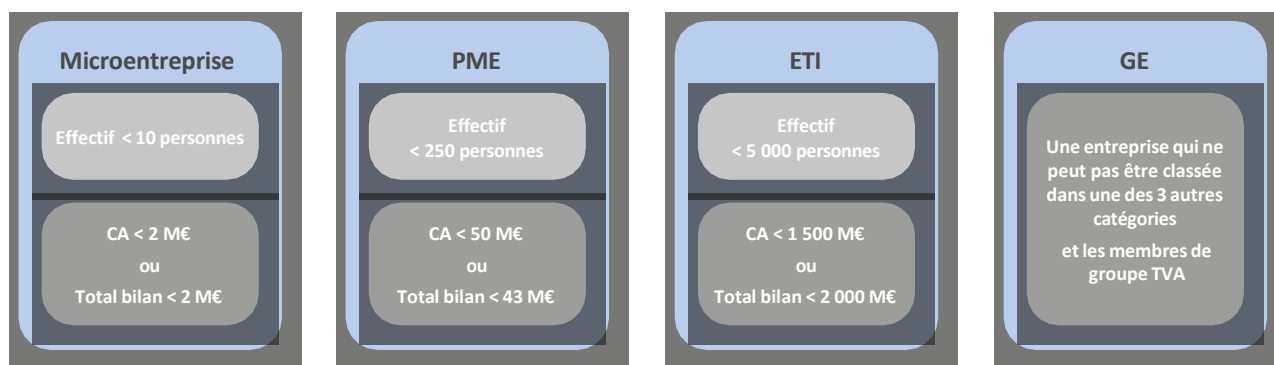 Microentreprise
Effectif < 10 personnes
CA < 2 M€
ou
Total bilan < 2 M€
PME
Effectif
< 250 personnes
CA < 50 M€
ou
Total bilan < 43 M€
ETI
Effectif
< 5 000 personnes
CA < 1 500 M€
ou
Total bilan < 2 000 M€
GE
Une entreprise qui ne
peut pas être classée
dans une des 3 autres
catégories
et les membres de
groupe TVA